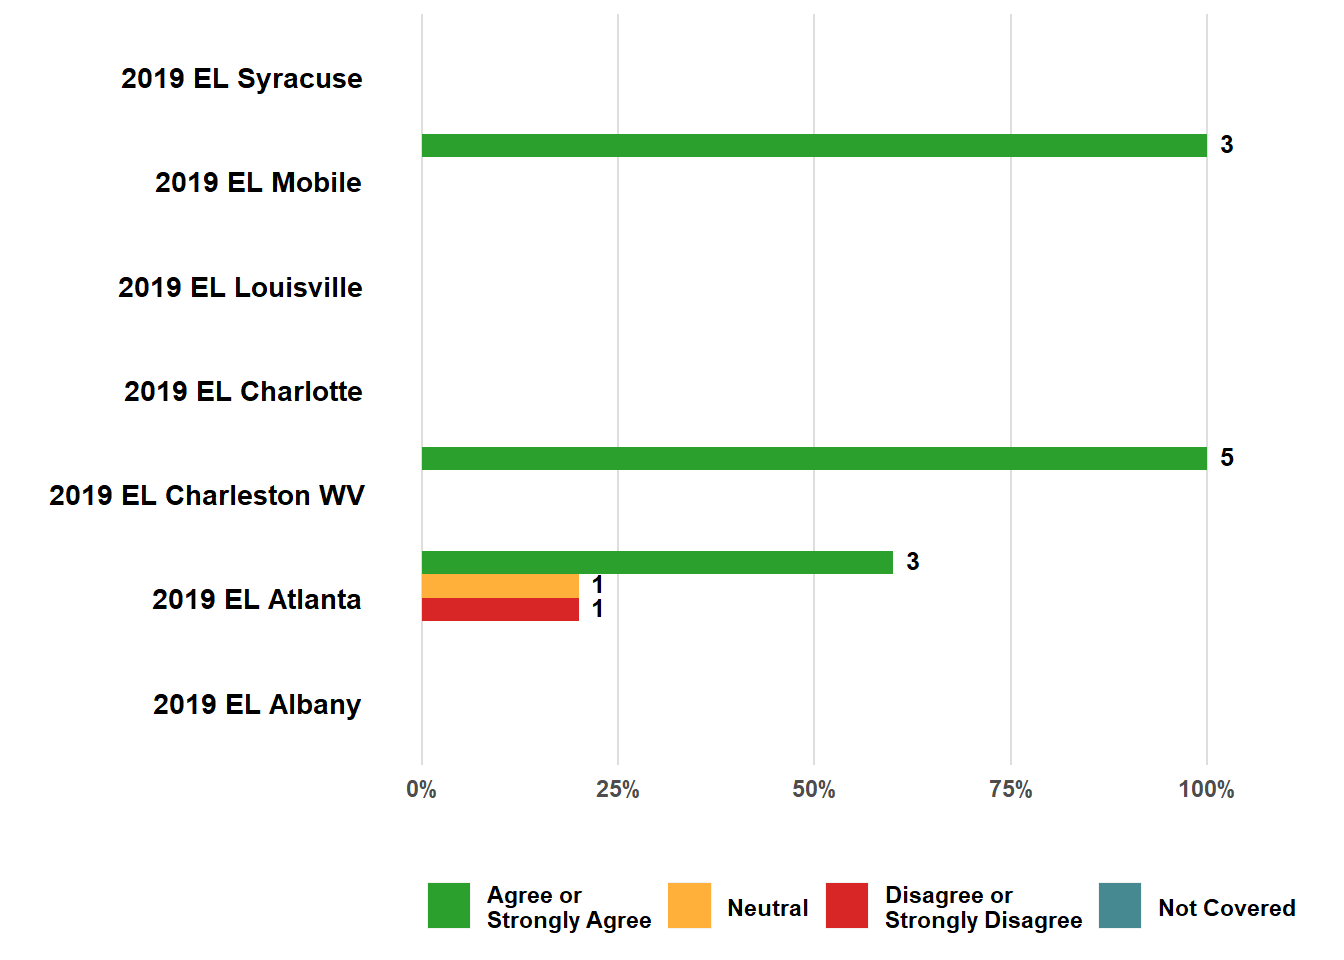 2019 EL Syracuse
3
2019 EL Mobile
2019 EL Louisville
2019 EL Charlotte
5
2019 EL Charleston WV
3
1
2019 EL Atlanta
1
2019 EL Albany
0% 25% 50% 75% 100%
Agree or
Strongly Agree
Neutral
Disagree or
Strongly Disagree
Not Covered